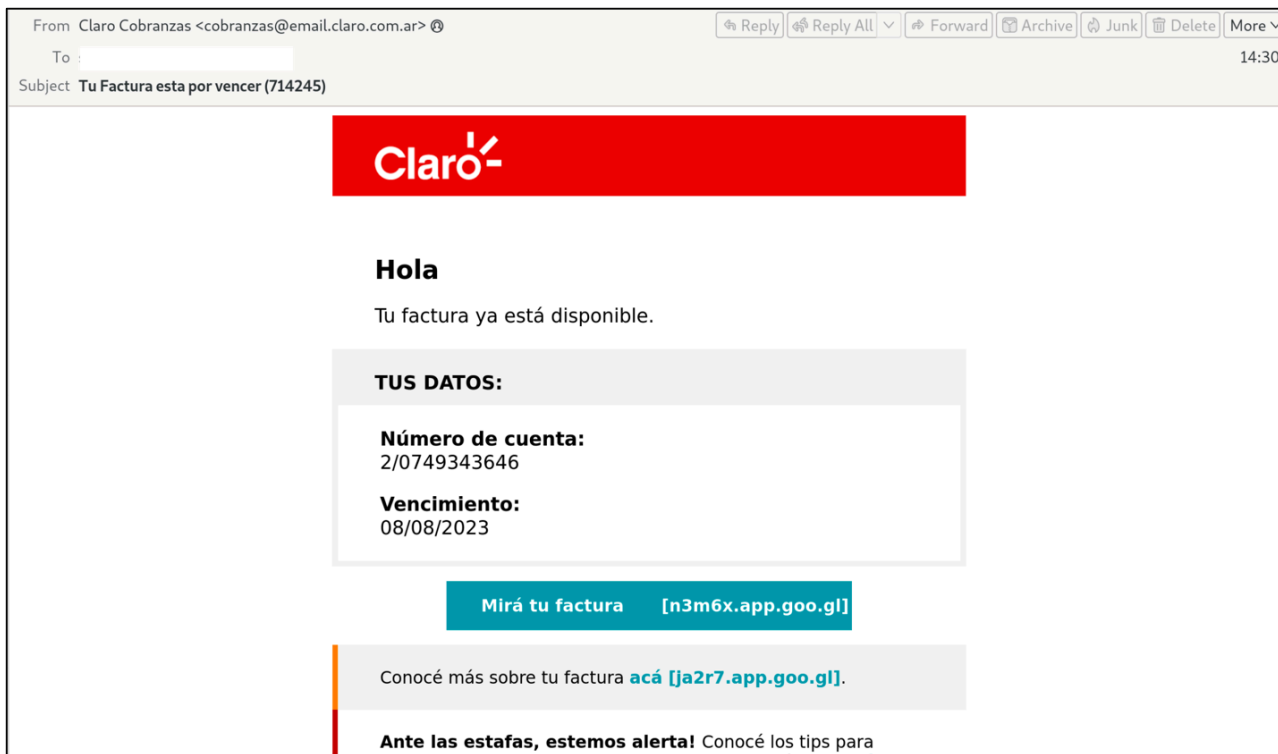 From Claro Cobranzas <cobranzas@email.claro.com.ar>
Reply Reply All Forward Archive Junk Delete More
To
14:30
Subject Tu Factura esta por vencer (714245)
Claro
Hola
Tu factura ya está disponible.
TUS DATOS:
Número de cuenta:
2/0749343646
Vencimiento:
08/08/2023
Mirá tu factura [n3m6x.app.goo.gl]
Conocé más sobre tu factura acá [ja2r7.app.goo.gl].
Ante las estafas, estemos alerta! Conocé los tips para